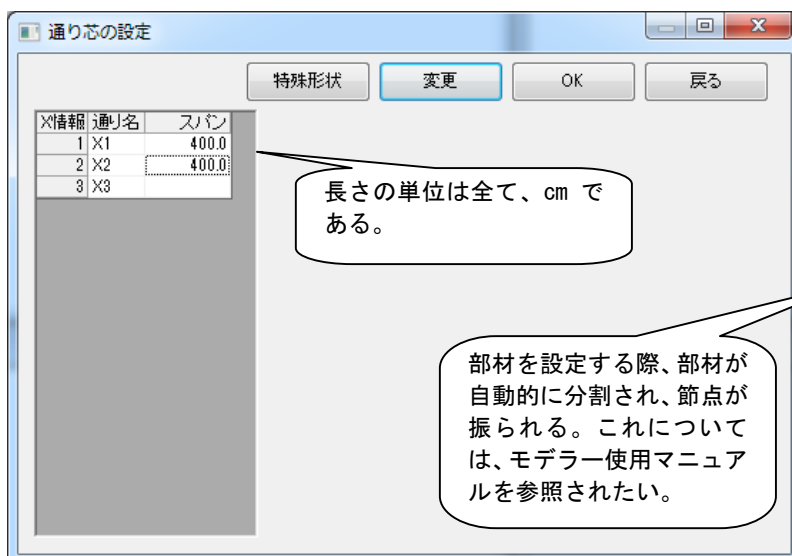 通り芯の設定
特殊形状 変更 OK 戻る
X情報 通り名 スパン
1 X1 400.0
2 X2 400.0
3 X3
長さの単位は全て、cm で
ある。
部材を設定する際、部材が
自動的に分割され、節点が
振られる。これについて
は、モデラー使用マニュア
ルを参照されたい。